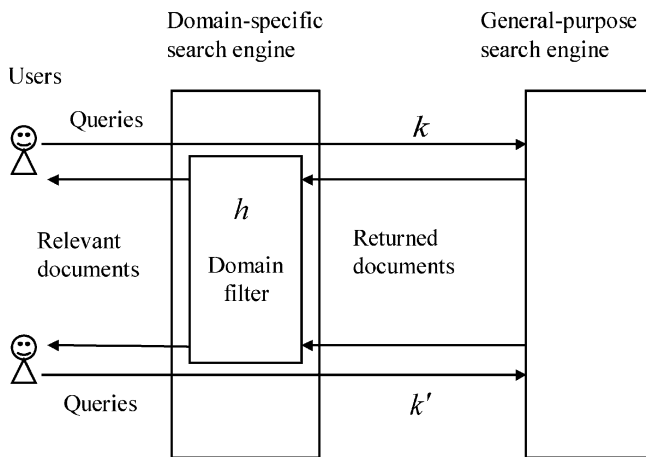 Domain-specific
search engine
General-purpose
search engine
Users
Queries
k
h
Domain
filter
Relevant
documents
Returned
documents
Queries
k′